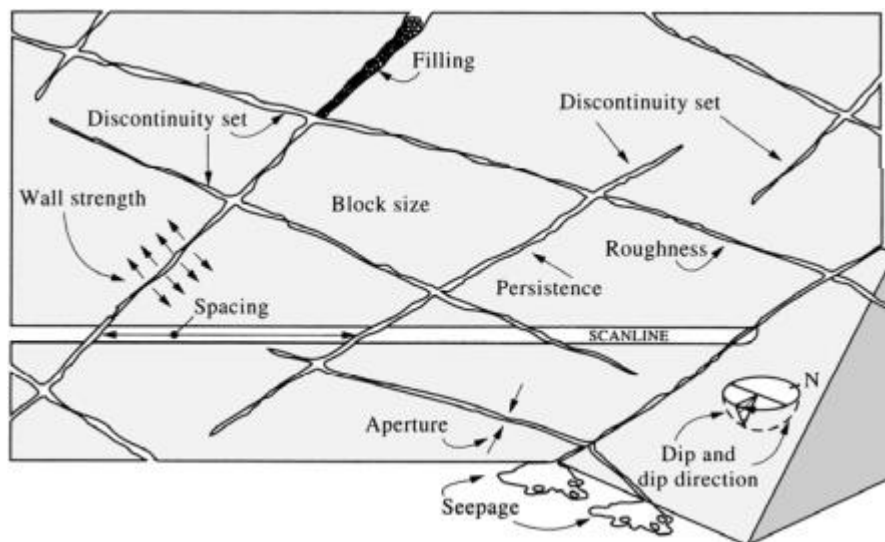 Filling
Discontinuity set
Discontinuity set
Wall strength
Block size
Roughness
Persistence
Spacing
SCANLINE
N
Aperture
Dip and
dip direction
Seepage